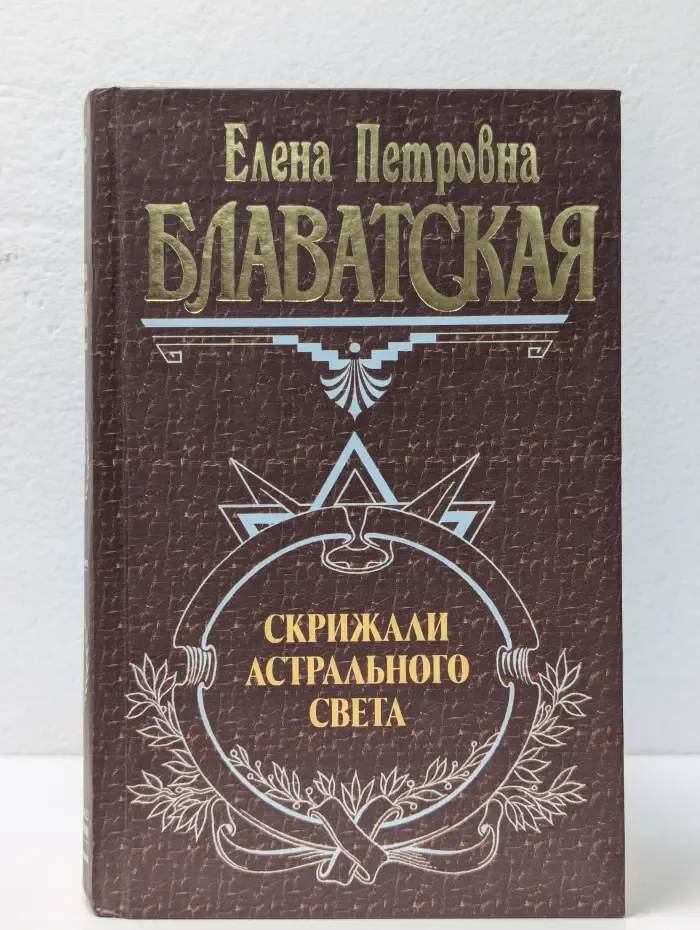 Елена Петровна
БЛАВАТСКАЯ
СКРИЖАЛИ
АСТРАЛЬНОГО
СВЕТА